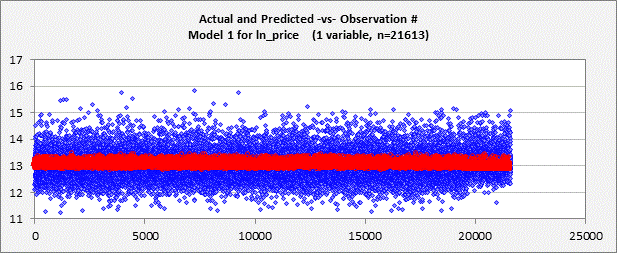 Actual and Predicted -vs- Observation #
Model 1 for ln_price (1 variable, n=21613)
17
16
15
14
13
12
11
0 5000 10000 15000 20000 25000